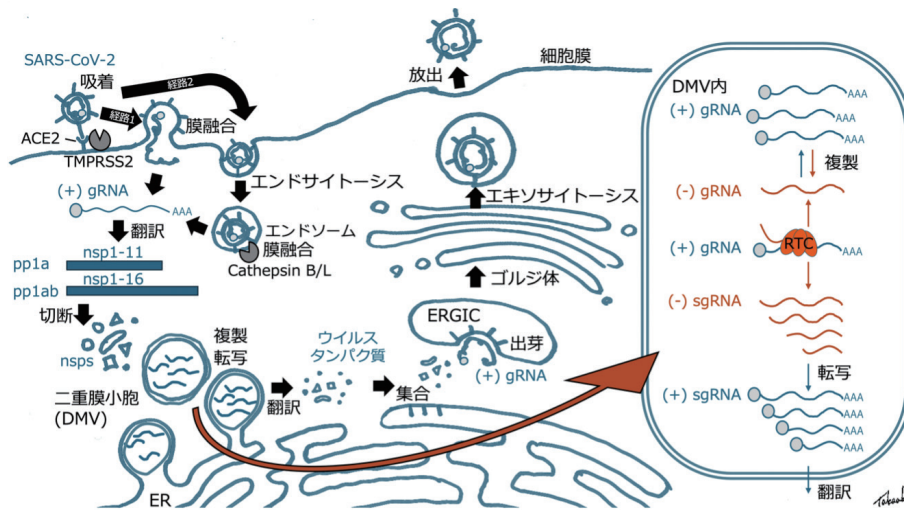 SARS-CoV-2
吸着
経路1
経路2
膜融合
ACE2
TMPRSS2
(+) gRNA
AAA
翻訳
nsp1-11
pp1a
nsp1-16
pp1ab
切断
nsps
二重膜小胞
(DMV)
複製
転写
ER
エンドサイトーシス
エンドソーム
膜融合
Cathepsin B/L
翻訳
ウイルス
タンパク質
集合
ERGIC
出芽
(+) gRNA
ゴルジ体
エキソサイトーシス
放出
細胞膜
DMV内
(+) gRNA
AAA
AAA
AAA
複製
(-) gRNA
(+) gRNA
RTC
AAA
(-) sgRNA
転写
(+) sgRNA
AAA
AAA
AAA
AAA
翻訳